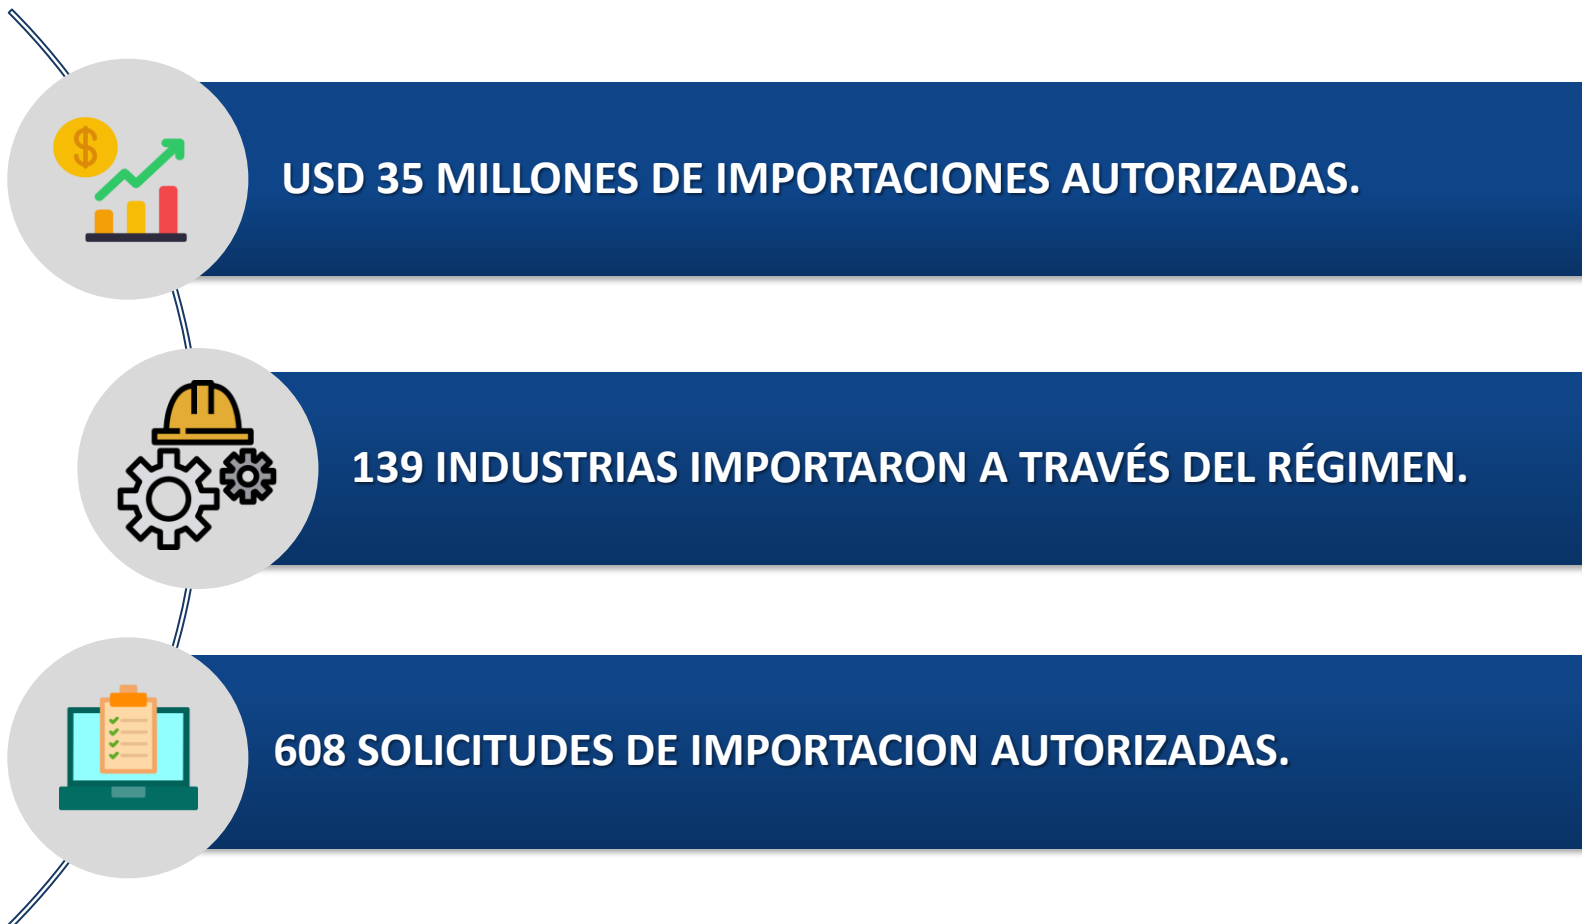 USD 35 MILLONES DE IMPORTACIONES AUTORIZADAS.
139 INDUSTRIAS IMPORTARON A TRAVÉS DEL RÉGIMEN.
608 SOLICITUDES DE IMPORTACION AUTORIZADAS.